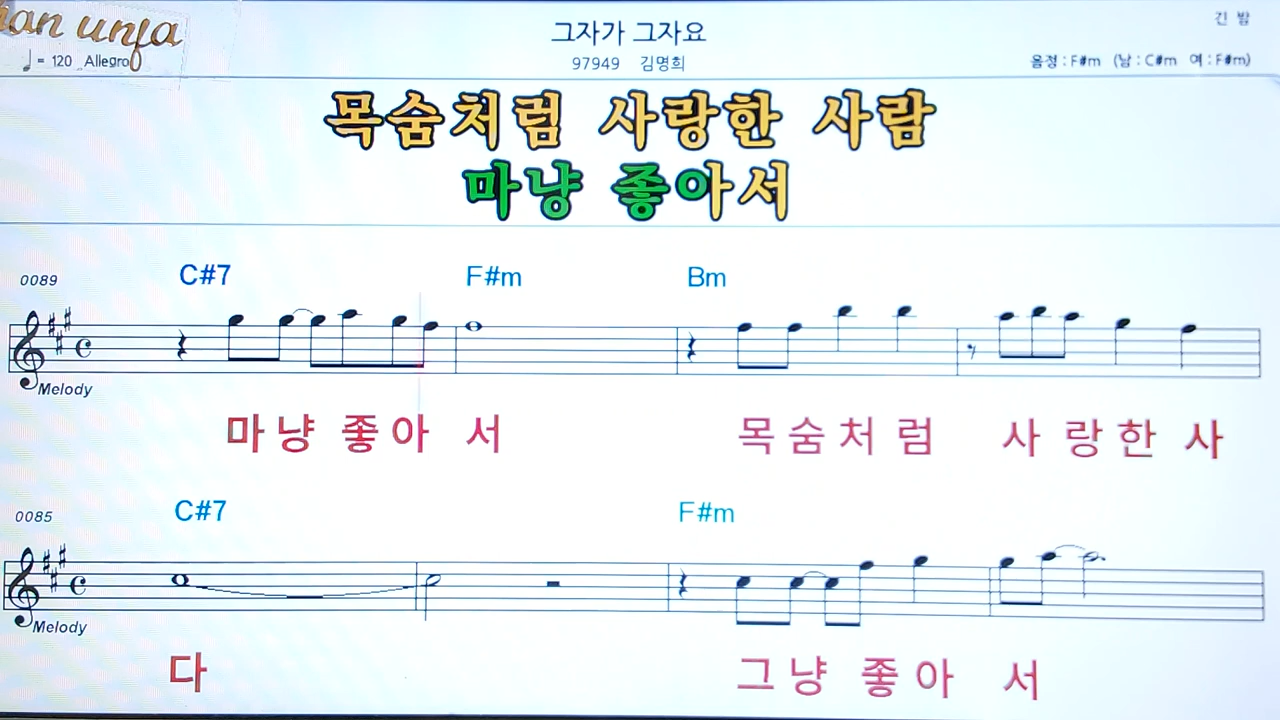 그자가 그자요
긴 밤
♩ = 120 Allegro
97949 김명희
음정 : F#m (남 : C#m 여 : F#m)
목숨처럼 사랑한 사람
마냥 좋아서
0089
C#7 F#m Bm
Melody
마냥 좋아 서 목숨처 럼 사 랑한 사
0085
C#7 F#m
Melody
다 그냥 좋아 서